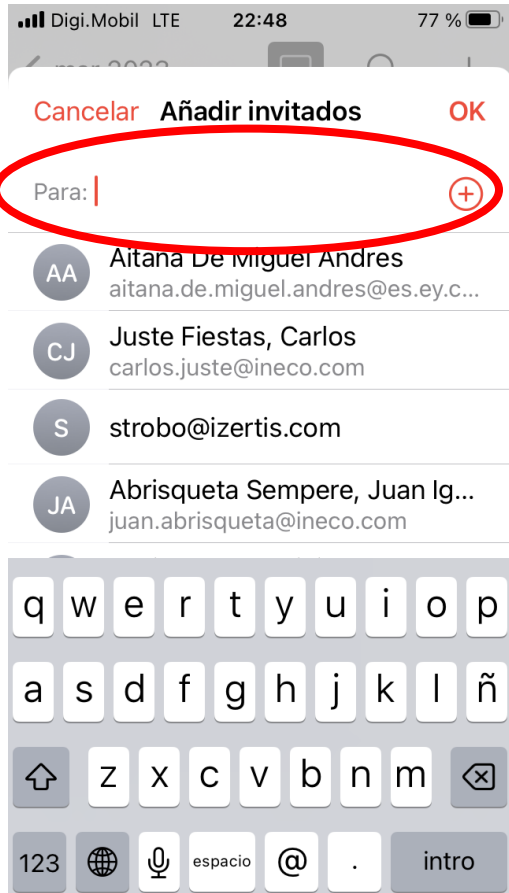 Digi.Mobil LTE 22:48 77 %
mar 2023
Cancelar Añadir invitados OK
Para:
AA Aitana De Miguel Andres
aitana.de.miguel.andres@es.ey.c...
CJ Juste Fiestas, Carlos
carlos.juste@ineco.com
S strobo@izertis.com
JA Abrisqueta Sempere, Juan Ig...
juan.abrisqueta@ineco.com
q w e r t y u i o p
a s d f g h j k l ñ
z x c v b n m
123 espacio @ . intro